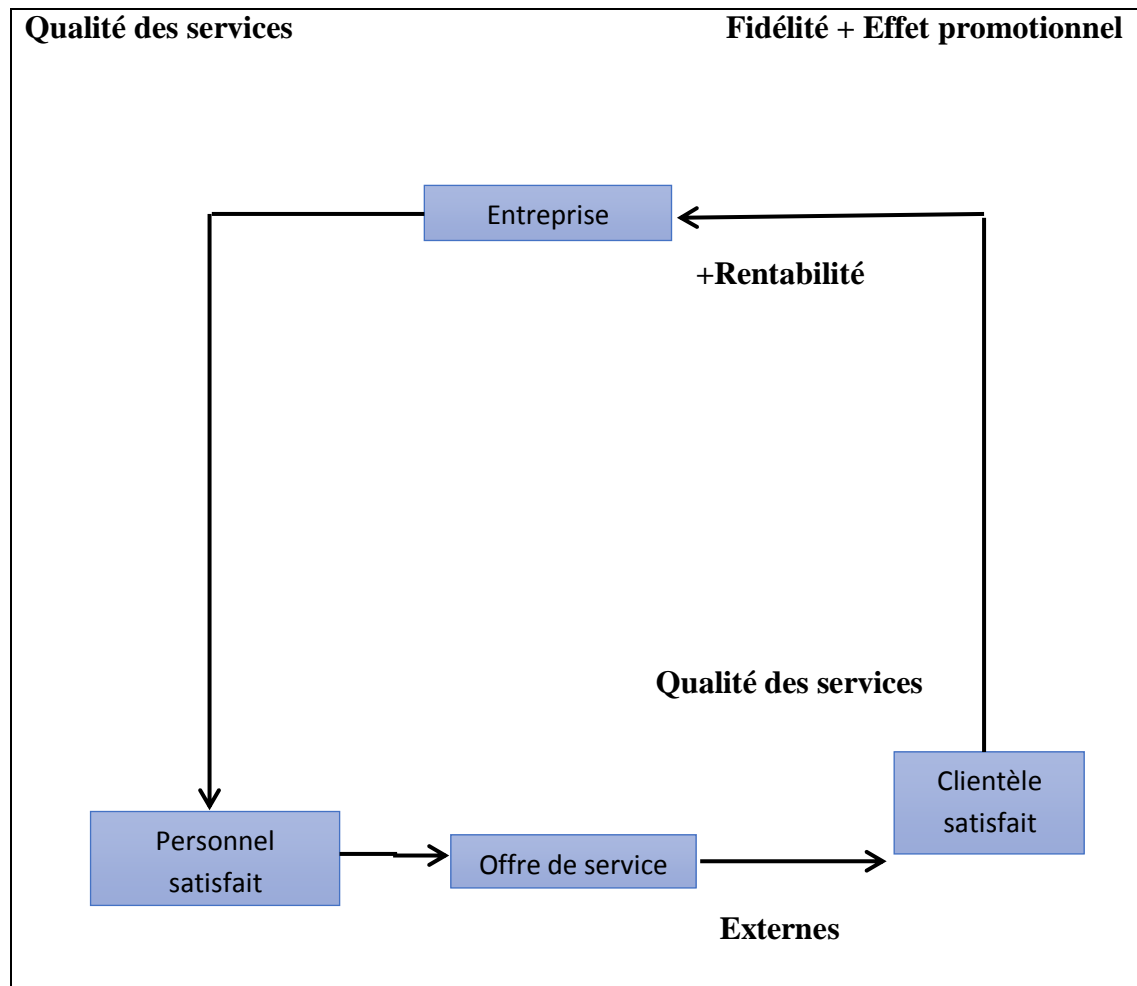 Qualité des services
Fidélité + Effet promotionnel
Entreprise
+Rentabilité
Qualité des services
Clientèle
satisfait
Personnel
satisfait
Offre de service
Externes